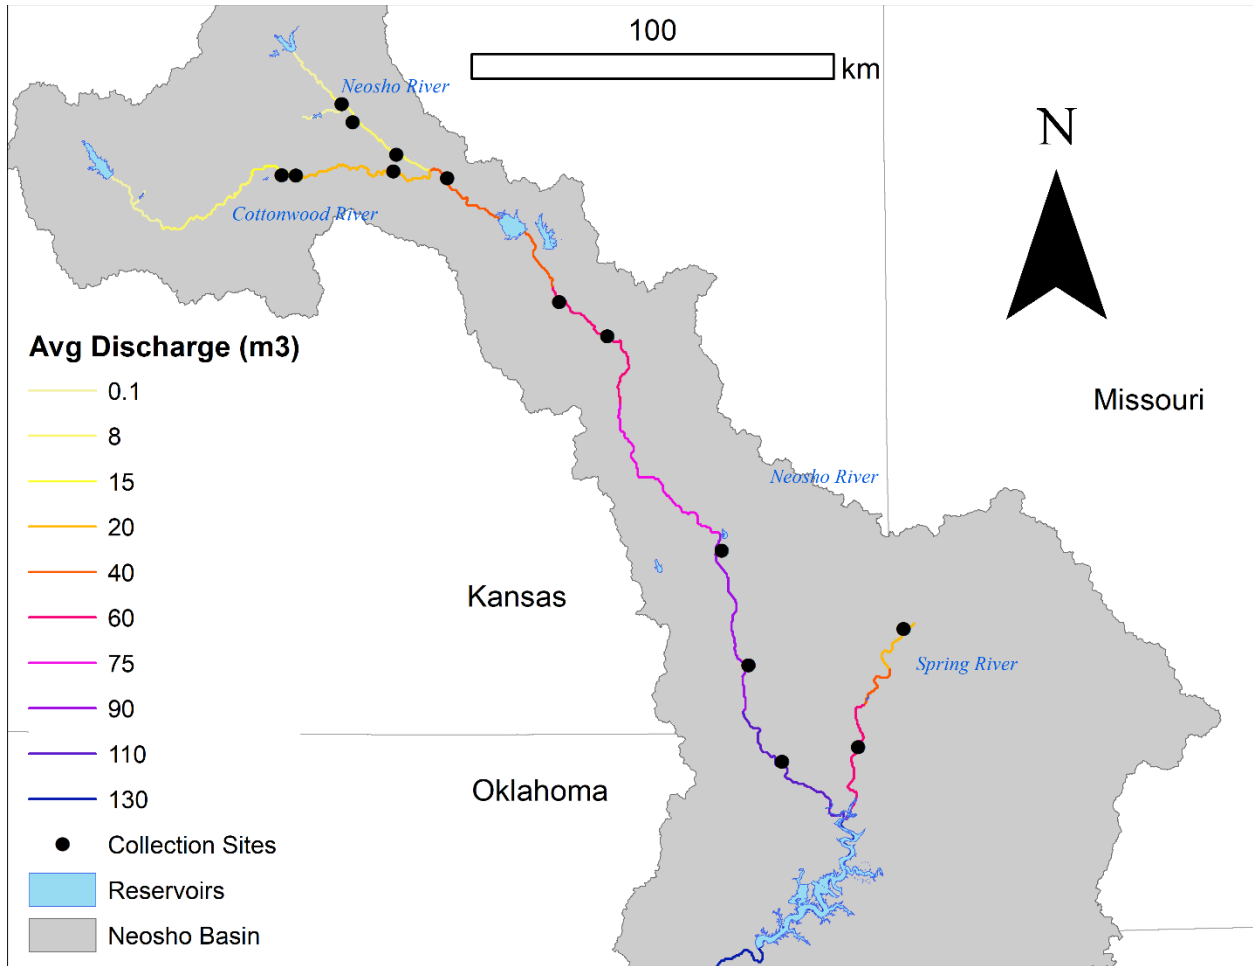 100
km
Neosho River
N
Cottonwood River
Avg Discharge (m3)
0.1
8
15
20
40
60
75
90
110
130
Collection Sites
Reservoirs
Neosho Basin
Missouri
Neosho River
Kansas
Spring River
Oklahoma